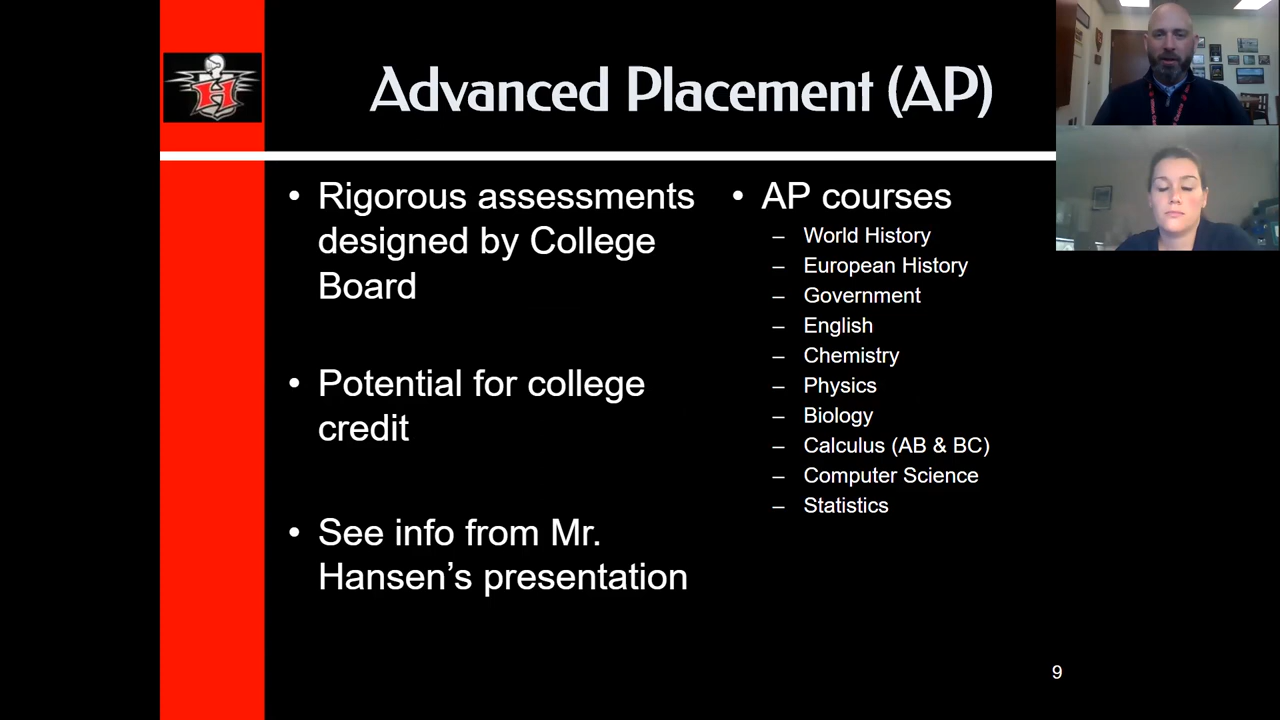 H
Advanced Placement (AP)
• Rigorous assessments
designed by College
Board
• Potential for college
credit
• See info from Mr.
Hansen’s presentation
• AP courses
– World History
– European History
– Government
– English
– Chemistry
– Physics
– Biology
– Calculus (AB & BC)
– Computer Science
– Statistics
9